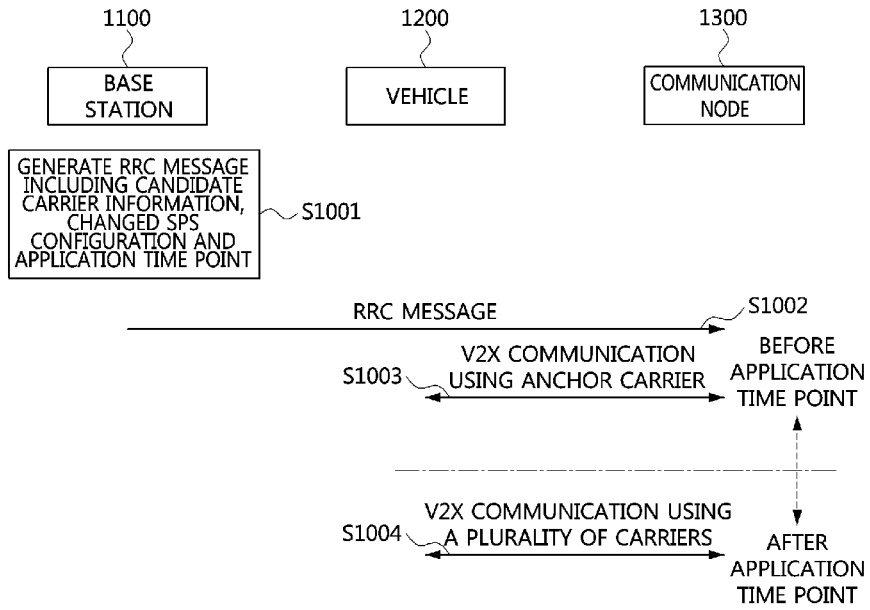 1100
1200
1300
BASE
STATION
VEHICLE
COMMUNICATION
NODE
GENERATE RRC MESSAGE
INCLUDING CANDIDATE
CARRIER INFORMATION,
CHANGED SPS
CONFIGURATION AND
APPLICATION TIME POINT
S1001
RRC MESSAGE
S1002
V2X COMMUNICATION
USING ANCHOR CARRIER
S1003
BEFORE
APPLICATION
TIME POINT
V2X COMMUNICATION USING
A PLURALITY OF CARRIERS
S1004
AFTER
APPLICATION
TIME POINT